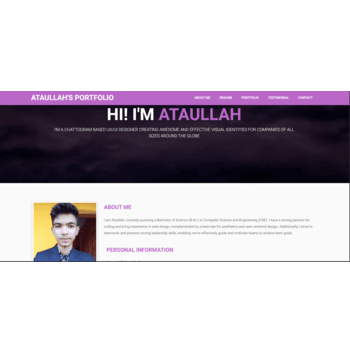 ATAULLAH'S PORTFOLIO
ABOUT ME RESUME PORTFOLIO TESTIMONIAL CONTACT
HI! I'M ATAULLAH
I'M A CHATTOGRAM BASED UX/UI DESIGNER CREATING AWESOME AND EFFECTIVE VISUAL IDENTITIES FOR COMPANIES OF ALL
SIZES AROUND THE GLOBE
ABOUT ME
I am Ataullah, currently pursuing a Bachelor of Science (B.Sc.) in Computer Science and Engineering (CSE). I have a strong passion for
coding and bring experience in web design, complemented by a keen eye for aesthetics and user-centered design. Additionally, I excel in
teamwork and possess strong leadership skills, enabling me to effectively guide and motivate teams to achieve their goals.
PERSONAL INFORMATION